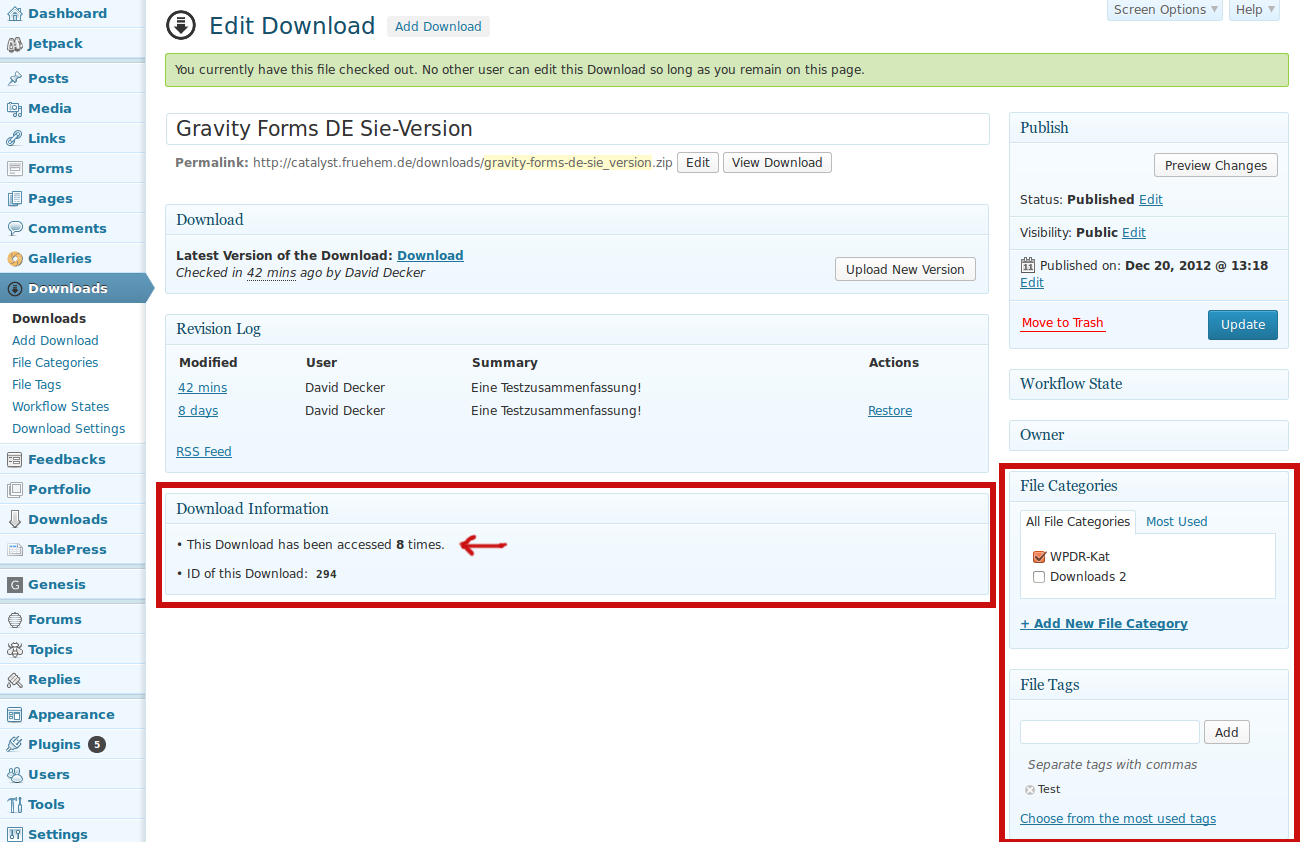 Dashboard
Jetpack
Posts
Media
Links
Forms
Pages
Comments
Galleries
Downloads
Downloads
Add Download
File Categories
File Tags
Workflow States
Download Settings
Feedbacks
Portfolio
Downloads
TablePress
G Genesis
Forums
Topics
Replies
Appearance
Plugins 5
Users
Tools
Settings
Screen Options Help
Edit Download Add Download
You currently have this file checked out. No other user can edit this Download so long as you remain on this page.
Gravity Forms DE Sie-Version
Permalink: http://catalyst.fruehem.de/downloads/gravity-forms-de-sie_version.zip Edit View Download
Download
Latest Version of the Download: Download
Checked in 42 mins ago by David Decker
Upload New Version
Revision Log
Modified User Summary Actions
42 mins David Decker Eine Testzusammenfassung!
8 days David Decker Eine Testzusammenfassung! Restore
RSS Feed
Download Information
• This Download has been accessed 8 times.
• ID of this Download: 294
Publish
Preview Changes
Status: Published Edit
Visibility: Public Edit
11 Published on: Dec 20, 2012 @ 13:18
Edit
Move to Trash Update
Workflow State
Owner
File Categories
All File Categories Most Used
WPDR-Kat
Downloads 2
+ Add New File Category
File Tags
Add
Separate tags with commas
Test
Choose from the most used tags